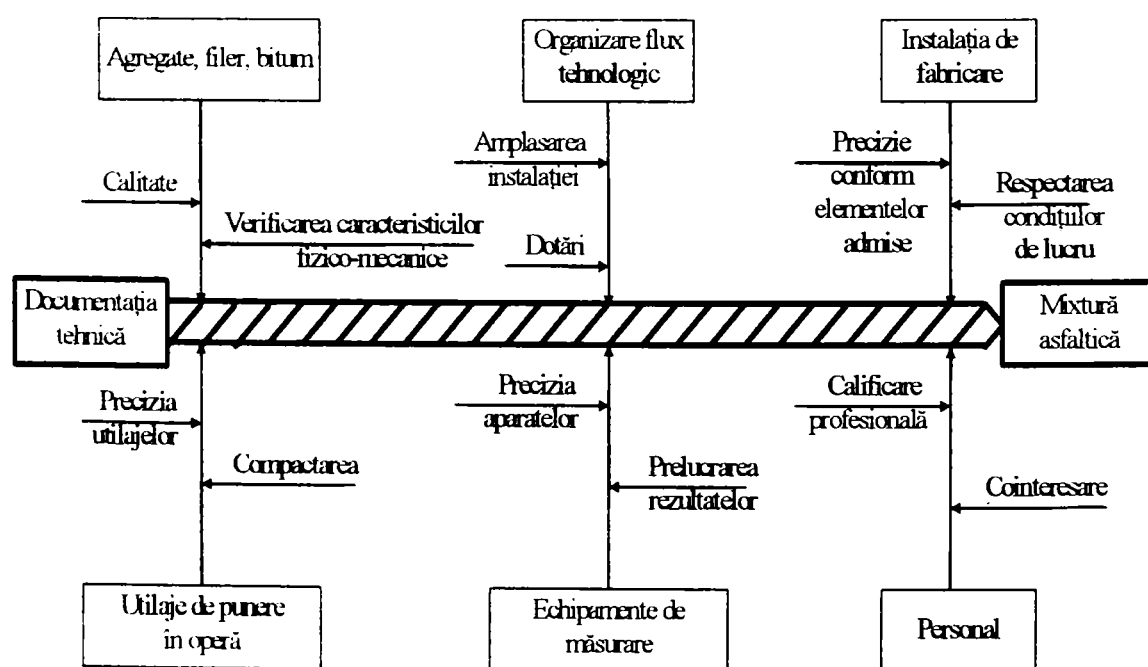 Agregate, filer, bitum
Organizare flux
tehnologic
Instalația de
fabricare
Amplasarea
instalației
Precizie
conform
elementelor
admise
Calitate
Respectarea
condițiilor
de lucru
Verificarea caracteristicilor
fizico-mecanice
Dotări
Documentația
tehnică
Mixtură
asfaltică
Precizia
utilajelor
Precizia
aparatelor
Calificare
profesională
Compactarea
Prelucrarea
rezultatelor
Cointeresare
Utilaje de punere
în operă
Echipamente de
măsurare
Personal